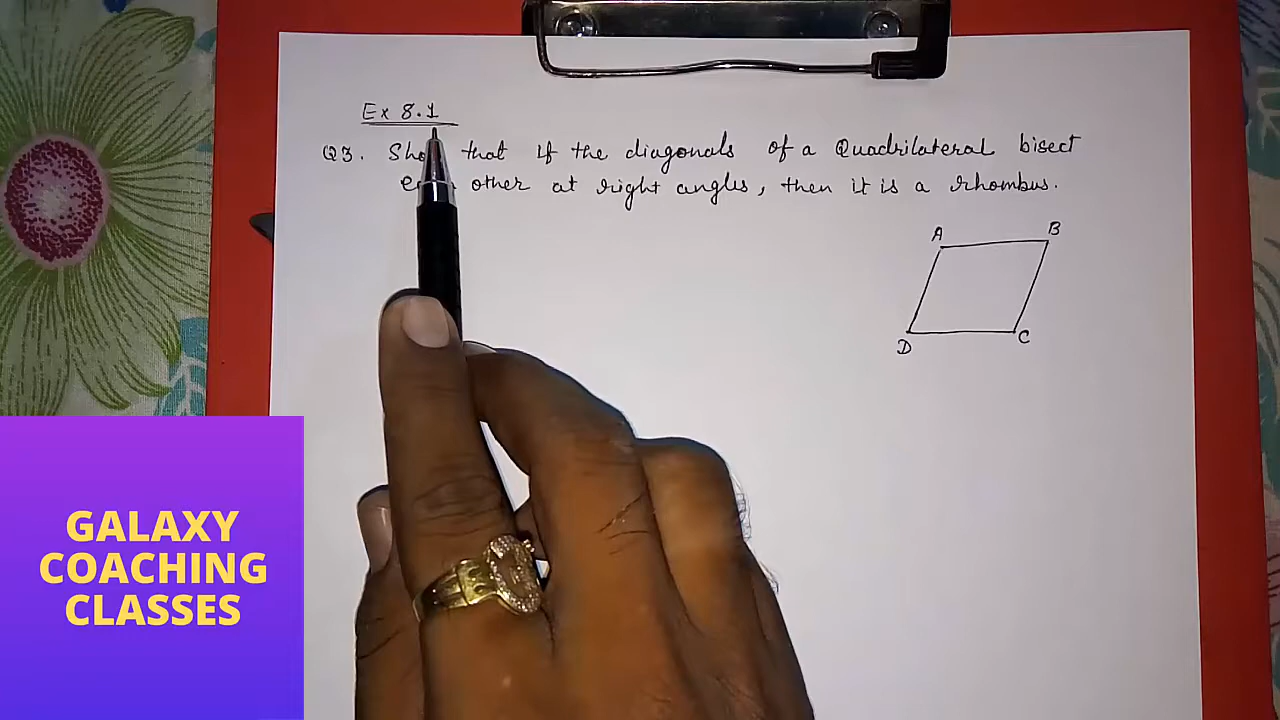 Ex 8.1
Q3. Show that if the diagonals of a Quadrilateral bisect
other at right angles, then it is a rhombus.
A
B
D
C
GALAXY
COACHING
CLASSES